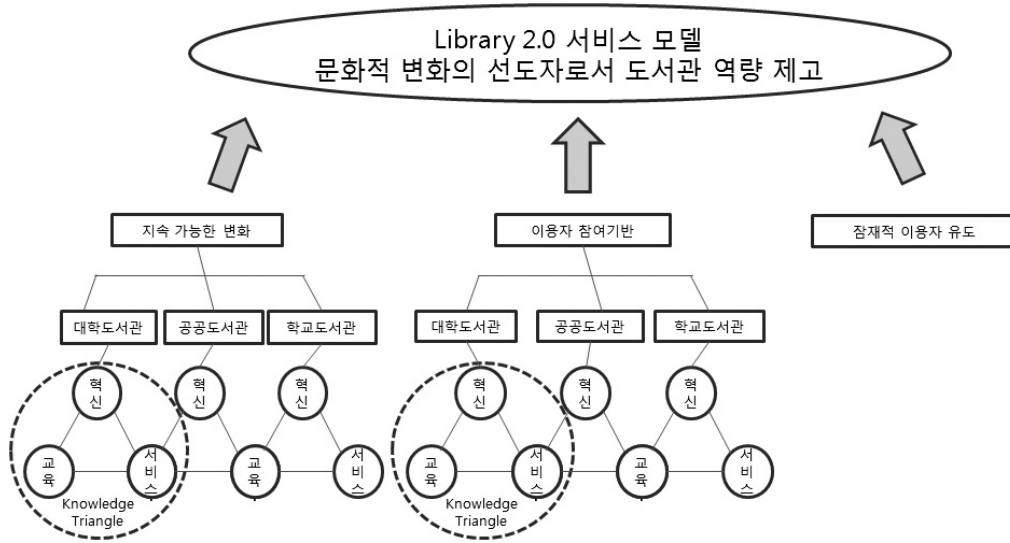 Library 2.0 서비스 모델
문화적 변화의 선도자로서 도서관 역량 제고
지속 가능한 변화
이용자 참여기반
잠재적 이용자 유도
대학도서관
공공도서관
학교도서관
대학도서관
공공도서관
학교도서관
혁
신
혁
신
혁
신
혁
신
혁
신
혁
신
교
육
서
비
스
교
육
서
비
스
교
육
서
비
스
교
육
서
비
스
Knowledge
Triangle
Knowledge
Triangle